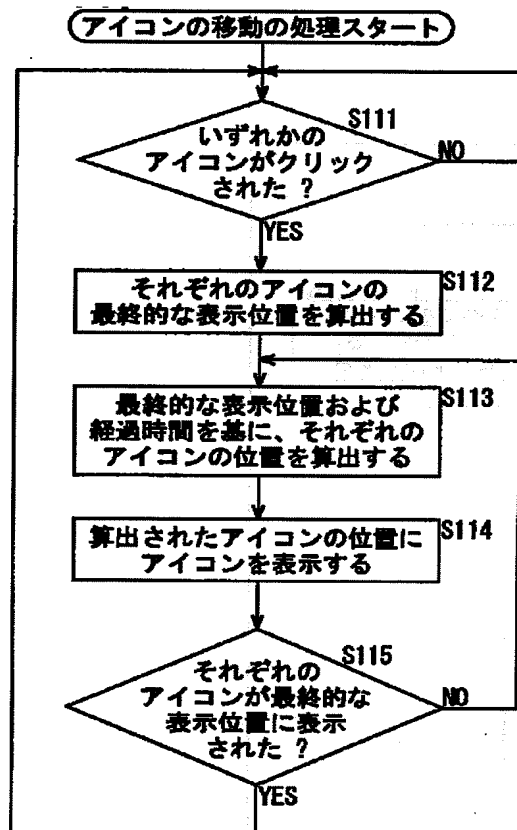 アイコンの移動の処理スタート
S111
いずれかの
アイコンがクリック
された ?
NO
YES
S112
それぞれのアイコンの
最終的な表示位置を算出する
S113
最終的な表示位置および
経過時間を基に、それぞれの
アイコンの位置を算出する
S114
算出されたアイコンの位置に
アイコンを表示する
S115
それぞれの
アイコンが最終的な
表示位置に表示
された ?
NO
YES